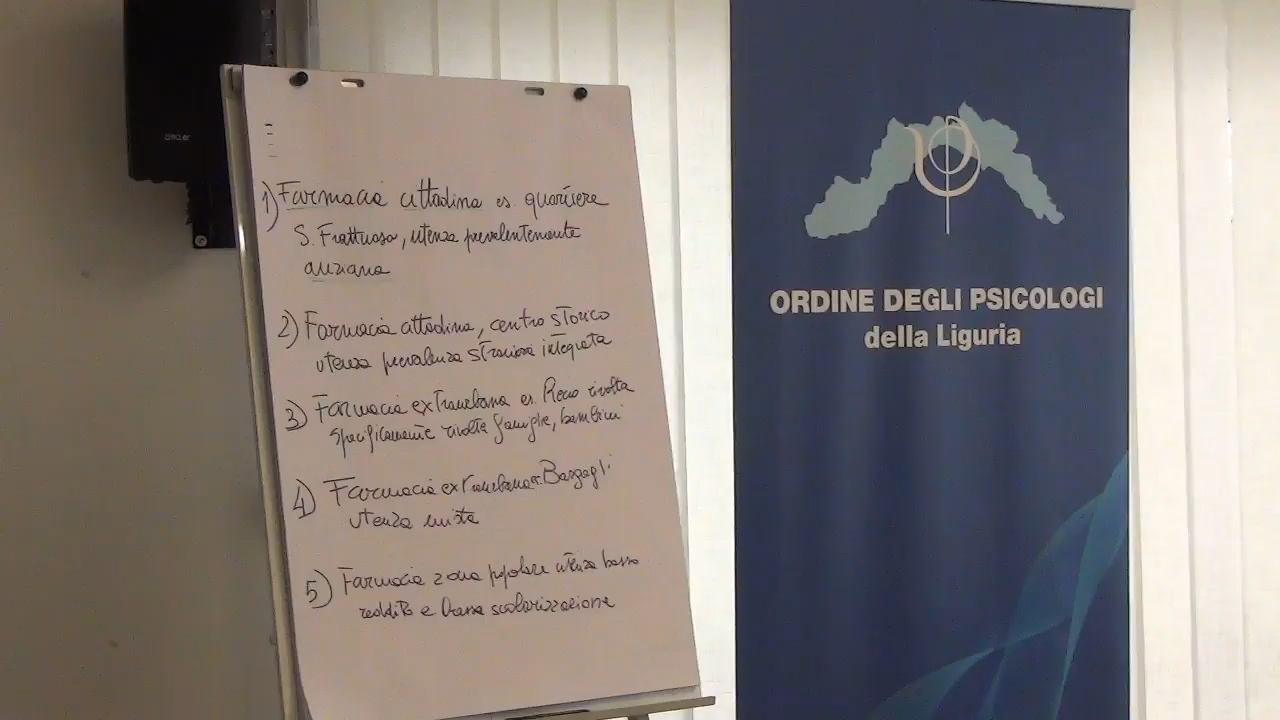 1) Farmacia cittadina es. quartiere
S. Fruttuoso, utenza prevalentemente
anziana
2) Farmacia cittadina, centro storico
utenza prevalenza straniera integrata
3) Farmacia extraurbana es. Recco rivolta
specificamente rivolta famiglie, bambini
4) Farmacia extraurbana es.
utenza mista
5) Farmacia zona popolare utenza basso
reddito e bassa scolarizzazione
ORDINE DEGLI PSICOLOGI
della Liguria